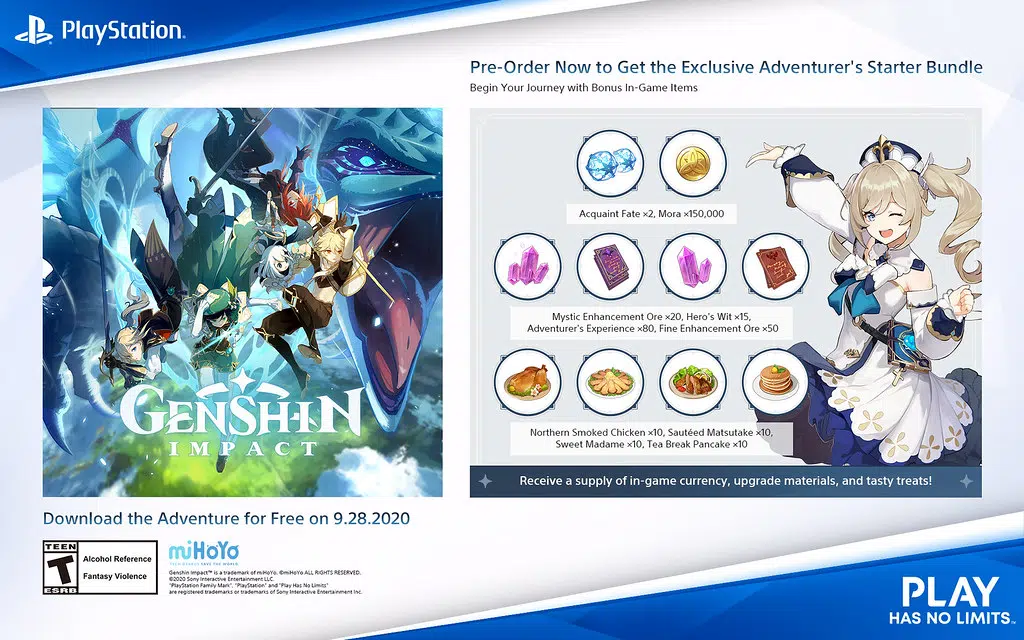 PlayStation®
Pre-Order Now to Get the Exclusive Adventurer's Starter Bundle
Begin Your Journey with Bonus In-Game Items
GENSHIN
IMPACT
Acquaint Fate ×2, Mora ×150,000
Mystic Enhancement Ore ×20, Hero's Wit ×15,
Adventurer's Experience ×80, Fine Enhancement Ore ×50
Northern Smoked Chicken ×10, Sautéed Matsutake ×10,
Sweet Madame ×10, Tea Break Pancake ×10
Receive a supply of in-game currency, upgrade materials, and tasty treats!
Download the Adventure for Free on 9.28.2020
TEEN
T
ESRB
Alcohol Reference
Fantasy Violence
miHoYo
TECH OTAKUS SAVE THE WORLD
Genshin Impact™ is a trademark of miHoYo. ©miHoYo ALL RIGHTS RESERVED.
©2020 Sony Interactive Entertainment LLC.
"PlayStation Family Mark", "PlayStation" and "Play Has No Limits"
are registered trademarks or trademarks of Sony Interactive Entertainment Inc.
PLAY
HAS NO LIMITS™